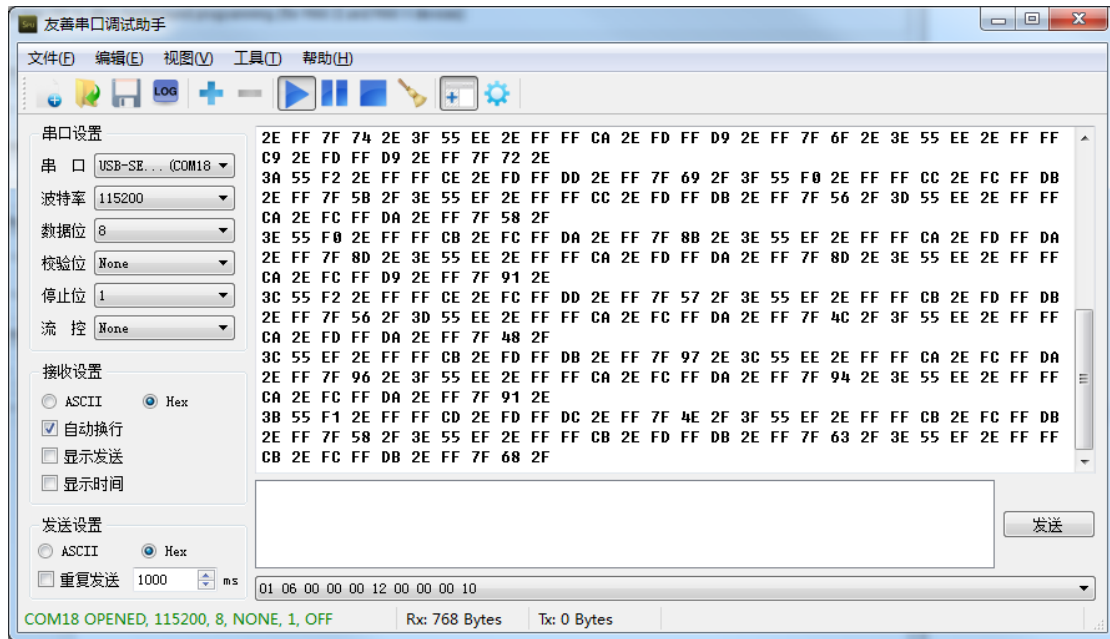 友善串口调试助手
文件(F) 编辑(E) 视图(V) 工具(T) 帮助(H)
LOG
串口设置
串 口 USB-SE... (COM18
波特率 115200
数据位 8
校验位 None
停止位 1
流 控 None
接收设置
ASCII Hex
自动换行
显示发送
显示时间
发送设置
ASCII Hex
重复发送 1000 ms
2E FF 7F 74 2E 3F 55 EE 2E FF FF CA 2E FD FF D9 2E FF 7F 6F 2E 3E 55 EE 2E FF FF
C9 2E FD FF D9 2E FF 7F 72 2E
3A 55 F2 2E FF FF CE 2E FD FF DD 2E FF 7F 69 2F 3F 55 F0 2E FF FF CC 2E FC FF DB
2E FF 7F 5B 2F 3E 55 EF 2E FF FF CC 2E FD FF DB 2E FF 7F 56 2F 3D 55 EE 2E FF FF
CA 2E FC FF DA 2E FF 7F 58 2F
3E 55 F0 2E FF FF CB 2E FC FF DA 2E FF 7F 8B 2E 3E 55 EF 2E FF FF CA 2E FD FF DA
2E FF 7F 8D 2E 3E 55 EE 2E FF FF CA 2E FD FF DA 2E FF 7F 8D 2E 3E 55 EE 2E FF FF
CA 2E FC FF D9 2E FF 7F 91 2E
3C 55 F2 2E FF FF CE 2E FC FF DD 2E FF 7F 57 2F 3E 55 EF 2E FF FF CB 2E FD FF DB
2E FF 7F 56 2F 3D 55 EE 2E FF FF CA 2E FC FF DA 2E FF 7F 4C 2F 3F 55 EE 2E FF FF
CA 2E FD FF DA 2E FF 7F 48 2F
3C 55 EF 2E FF FF CB 2E FD FF DB 2E FF 7F 97 2E 3C 55 EE 2E FF FF CA 2E FC FF DA
2E FF 7F 96 2E 3F 55 EE 2E FF FF CA 2E FC FF DA 2E FF 7F 94 2E 3E 55 EE 2E FF FF
CA 2E FC FF DA 2E FF 7F 91 2E
3B 55 F1 2E FF FF CD 2E FD FF DC 2E FF 7F 4E 2F 3F 55 EF 2E FF FF CB 2E FC FF DB
2E FF 7F 58 2F 3E 55 EF 2E FF FF CB 2E FD FF DB 2E FF 7F 63 2F 3E 55 EF 2E FF FF
CB 2E FC FF DB 2E FF 7F 68 2F
发送
01 06 00 00 00 12 00 00 00 10
COM18 OPENED, 115200, 8, NONE, 1, OFF Rx: 768 Bytes Tx: 0 Bytes